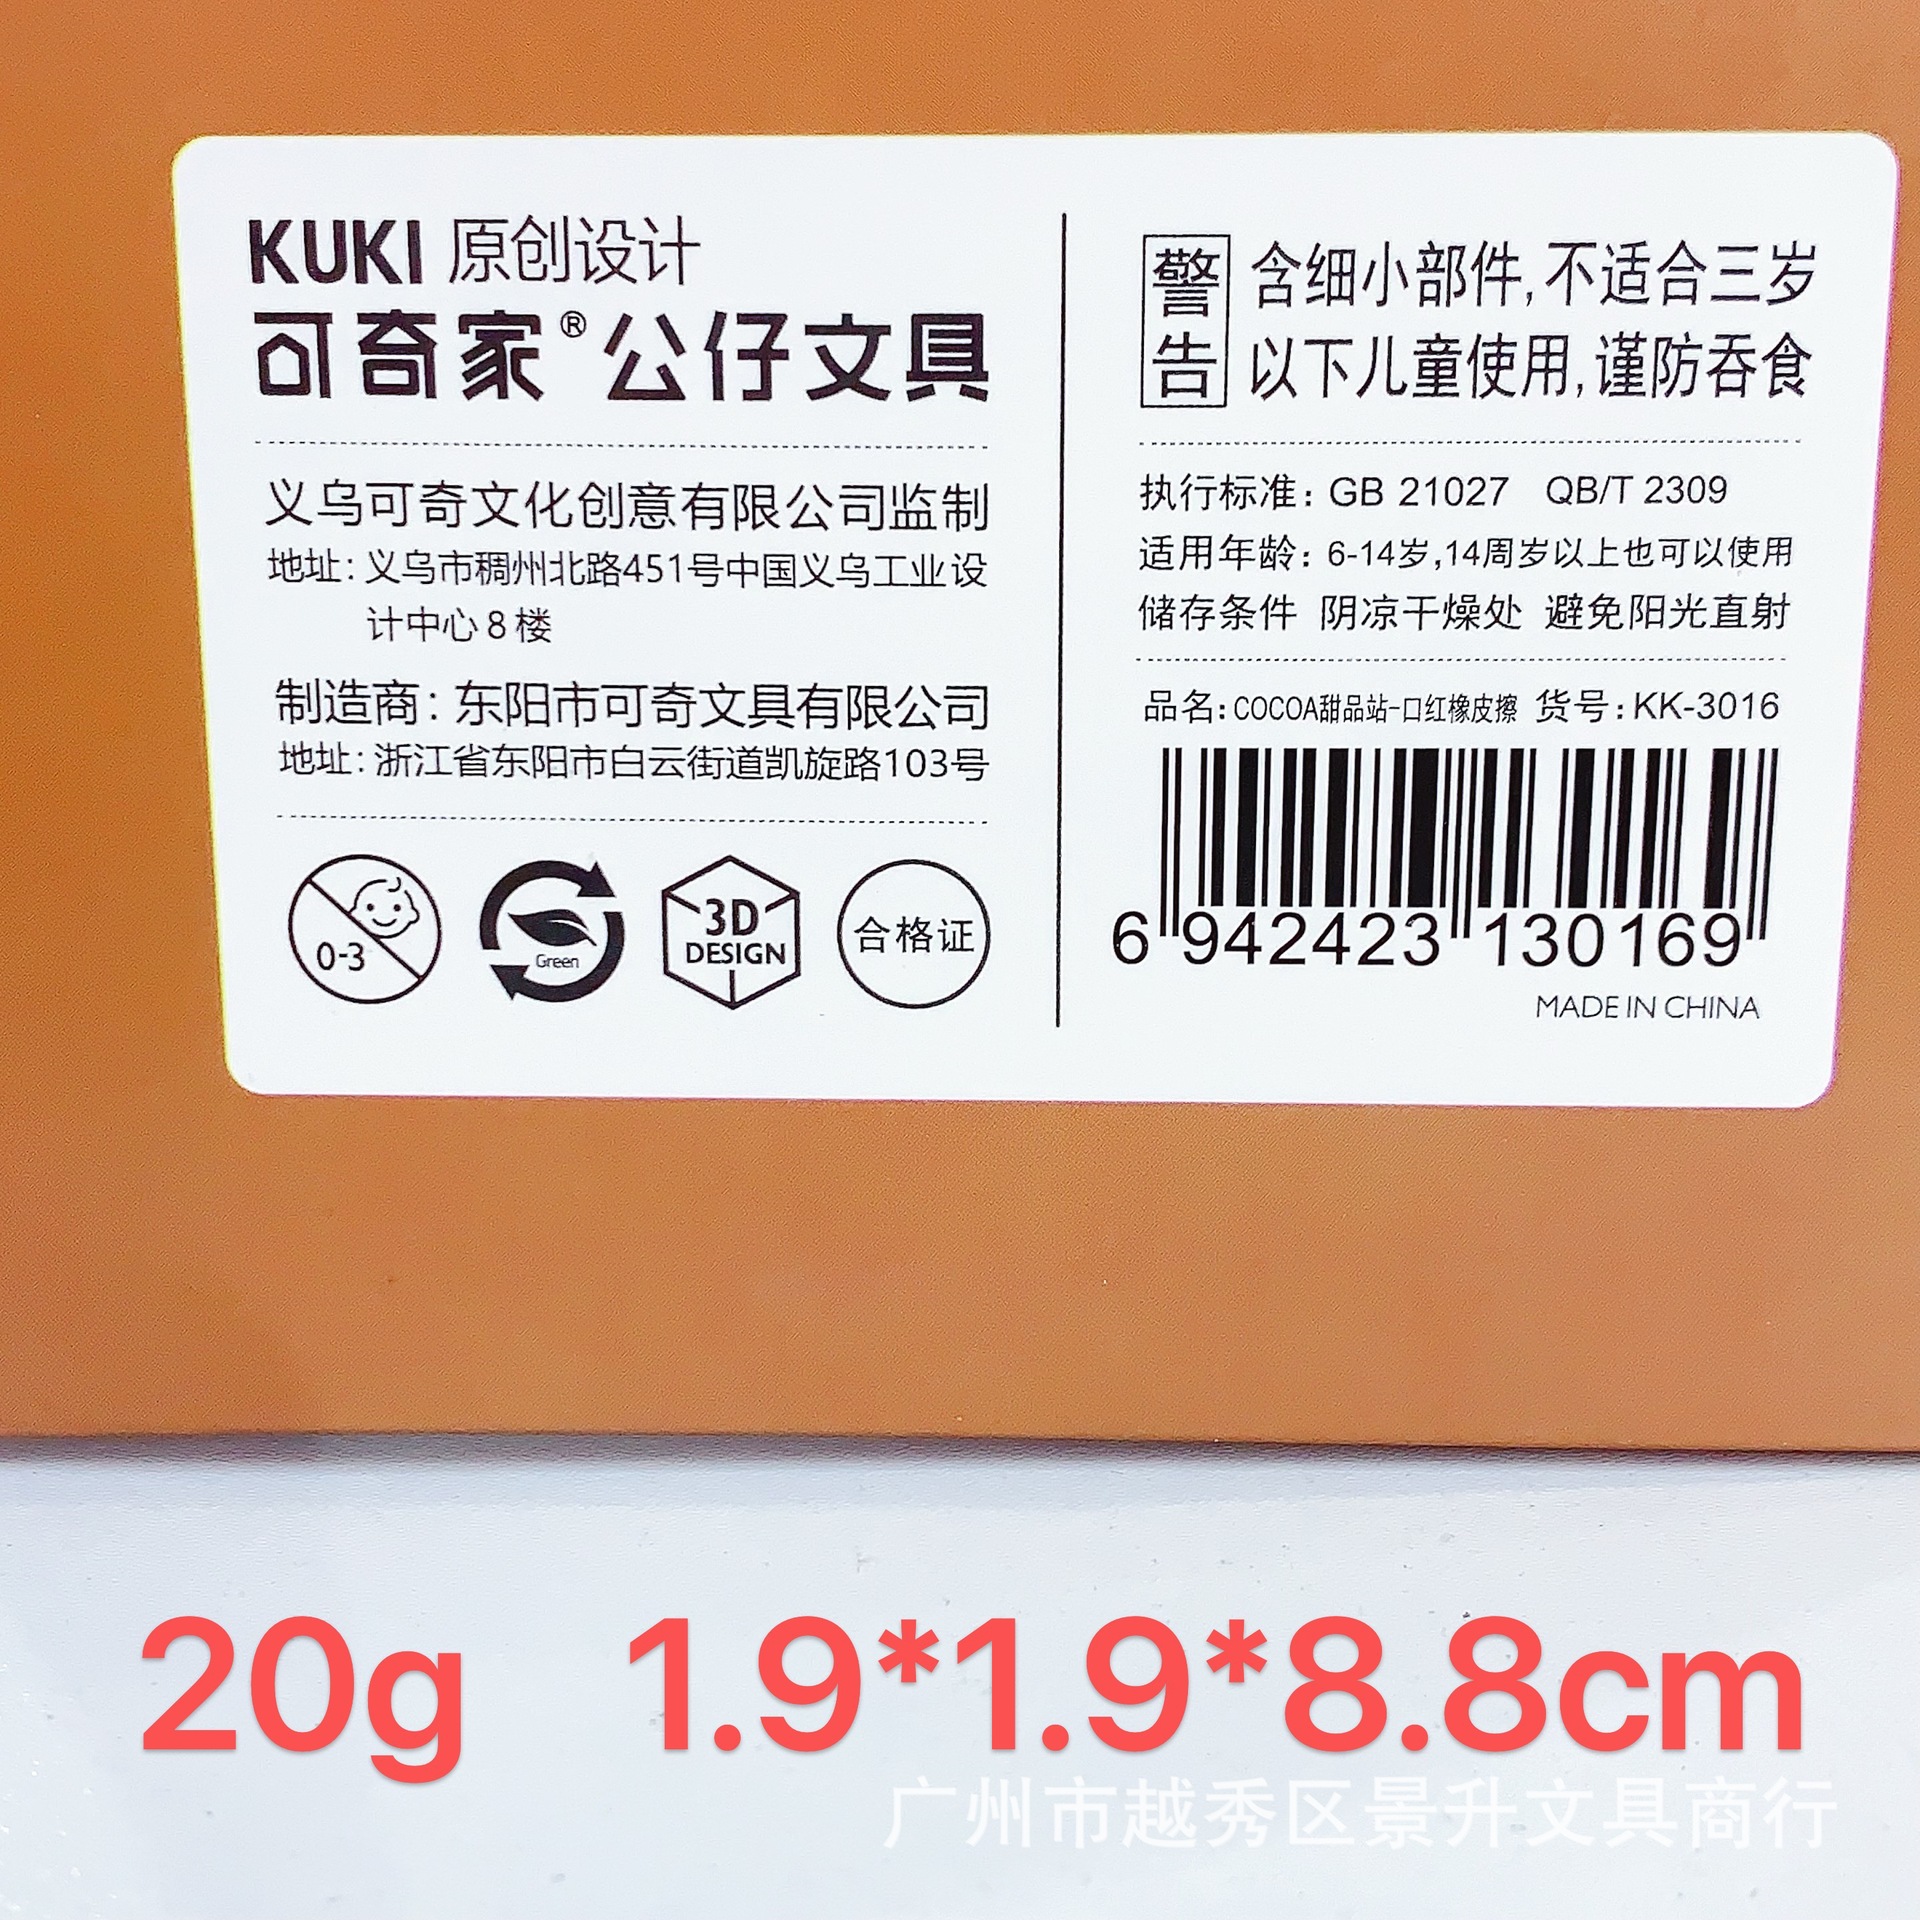 KUKI 原创设计
可奇家® 公仔文具
义乌可奇文化创意有限公司监制
地址: 义乌市稠州北路451号中国义乌工业设
计中心8楼
制造商: 东阳市可奇文具有限公司
地址: 浙江省东阳市白云街道凯旋路103号
0-3
Green
3D
DESIGN
合格证
警告
含细小部件,不适合三岁
以下儿童使用,谨防吞食
执行标准: GB 21027 QB/T 2309
适用年龄: 6-14岁,14周岁以上也可以使用
储存条件 阴凉干燥处 避免阳光直射
品名:COCOA甜品站-口红橡皮擦 货号:KK-3016
6 942423 130169
MADE IN CHINA
20g 1.9*1.9*8.8cm
广州市越秀区景升文具商行